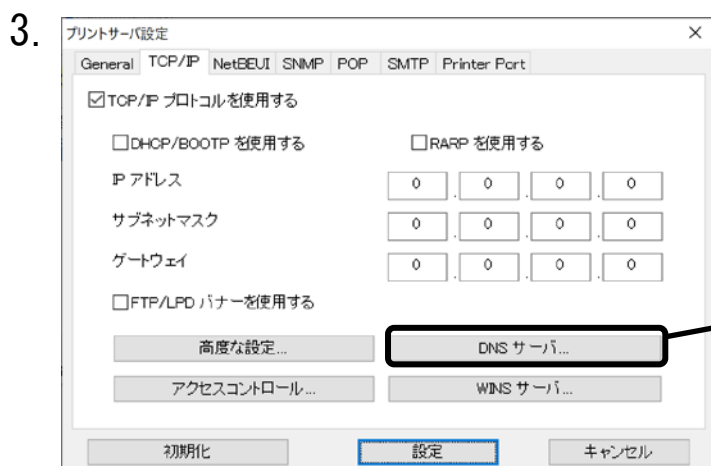 3.
プリントサーバ設定 ×
General TCP/IP NetBEUI SNMP POP SMTP Printer Port
TCP/IP プロトコルを使用する
DHCP/BOOTP を使用する RARP を使用する
IP アドレス 0 . 0 . 0 . 0
サブネットマスク 0 . 0 . 0 . 0
ゲートウェイ 0 . 0 . 0 . 0
FTP/LPD バナーを使用する
高度な設定... DNS サーバ...
アクセスコントロール... WINS サーバ...
初期化 設定 キャンセル